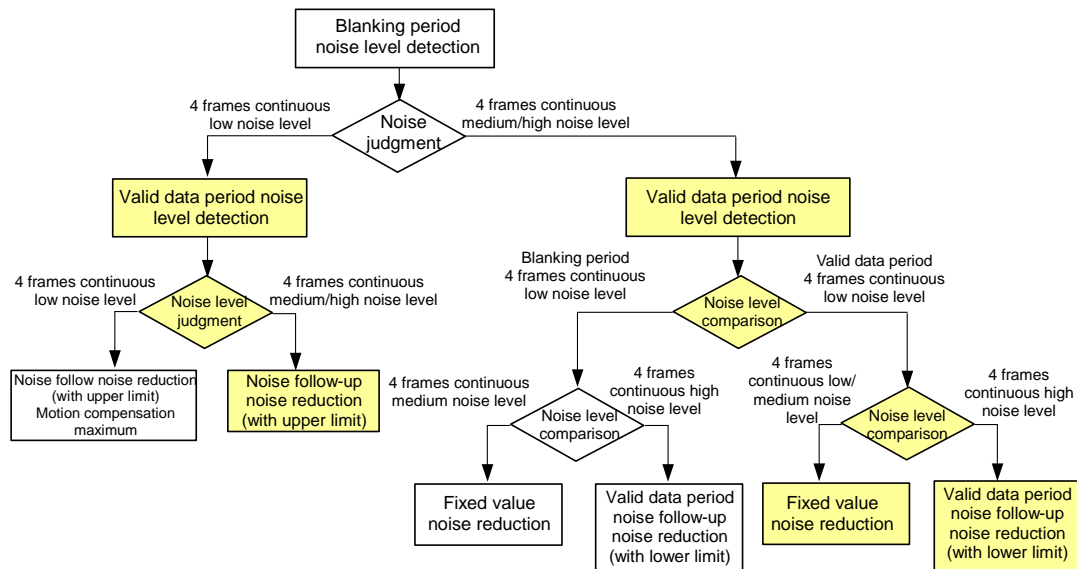 Blanking period
noise level detection
4 frames continuous
low noise level
4 frames continuous
medium/high noise level
Noise
judgment
Valid data period noise
level detection
Valid data period noise
level detection
4 frames continuous
low noise level
4 frames continuous
medium/high noise level
Noise level
judgment
Blanking period
4 frames continuous
low noise level
Valid data period
4 frames continuous
low noise level
Noise level
comparison
Noise follow noise reduction
(with upper limit)
Motion compensation
maximum
Noise follow-up
noise reduction
(with upper limit)
4 frames continuous
medium noise level
4 frames
continuous high
noise level
Noise level
comparison
4 frames
continuous low/
medium noise
level
4 frames
continuous high
noise level
Noise level
comparison
Fixed value
noise reduction
Valid data period
noise follow-up
noise reduction
(with lower limit)
Fixed value
noise reduction
Valid data period
noise follow-up
noise reduction
(with lower limit)